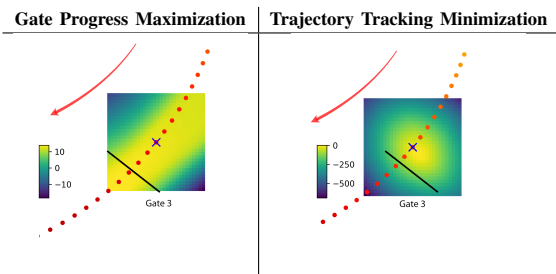 Gate Progress Maximization
Trajectory Tracking Minimization
10
0
−10
Gate 3
0
−250
−500
Gate 3